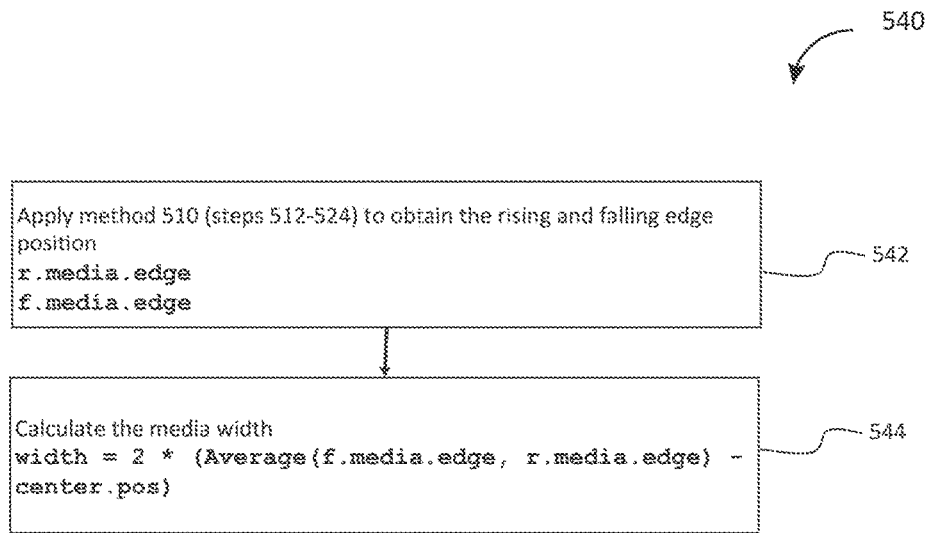 540
Apply method 510 (steps 512-524) to obtain the rising and falling edge
position
r.media.edge
f.media.edge
542
Calculate the media width
width = 2 * (Average(f.media.edge, r.media.edge) -
center.pos)
544